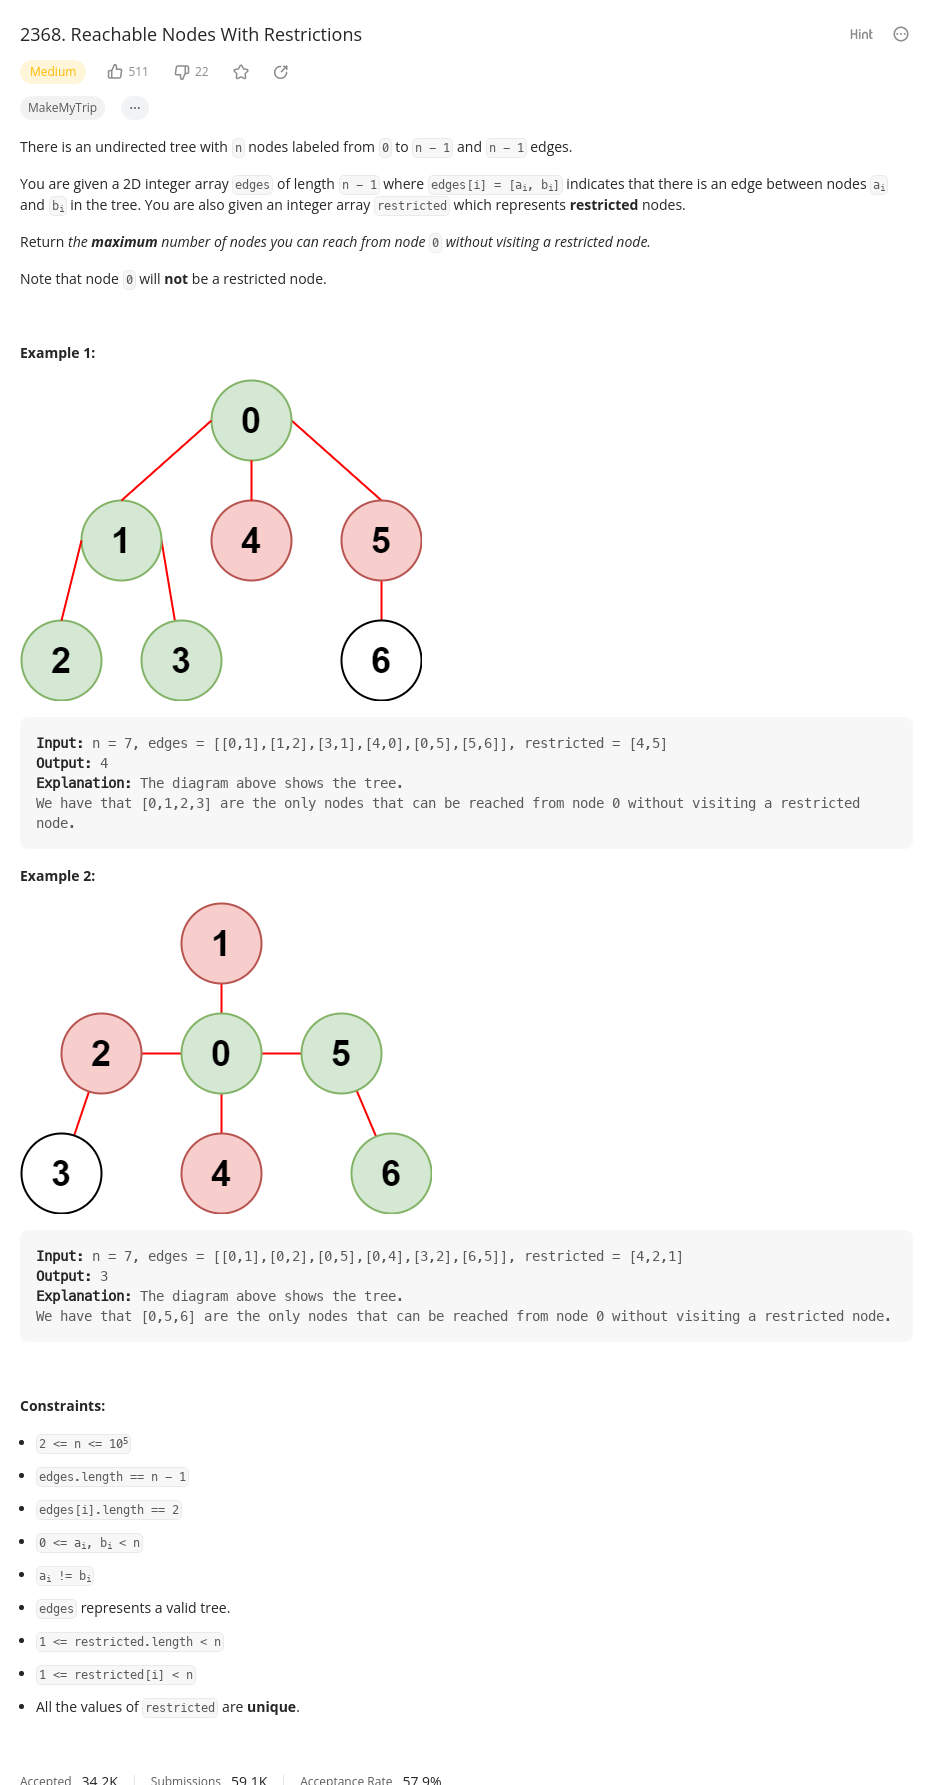 2368. Reachable Nodes With Restrictions
Hint
Medium 511 22
MakeMyTrip ···
There is an undirected tree with n nodes labeled from 0 to n - 1 and n - 1 edges.
You are given a 2D integer array edges of length n - 1 where edges[i] = [aᵢ, bᵢ] indicates that there is an edge between nodes aᵢ
and bᵢ in the tree. You are also given an integer array restricted which represents restricted nodes.
Return the maximum number of nodes you can reach from node 0 without visiting a restricted node.
Note that node 0 will not be a restricted node.
Example 1:
0
1 4 5
2 3 6
Input: n = 7, edges = [[0,1],[1,2],[3,1],[4,0],[0,5],[5,6]], restricted = [4,5]
Output: 4
Explanation: The diagram above shows the tree.
We have that [0,1,2,3] are the only nodes that can be reached from node 0 without visiting a restricted
node.
Example 2:
1
2 0 5
3 4 6
Input: n = 7, edges = [[0,1],[0,2],[0,5],[0,4],[3,2],[6,5]], restricted = [4,2,1]
Output: 3
Explanation: The diagram above shows the tree.
We have that [0,5,6] are the only nodes that can be reached from node 0 without visiting a restricted node.
Constraints:
• 2 <= n <= 10⁵
• edges.length == n - 1
• edges[i].length == 2
• 0 <= aᵢ, bᵢ < n
• aᵢ != bᵢ
• edges represents a valid tree.
• 1 <= restricted.length < n
• 1 <= restricted[i] < n
• All the values of restricted are unique.
Accepted 34.2K Submissions 59.1K Acceptance Rate 57.9%